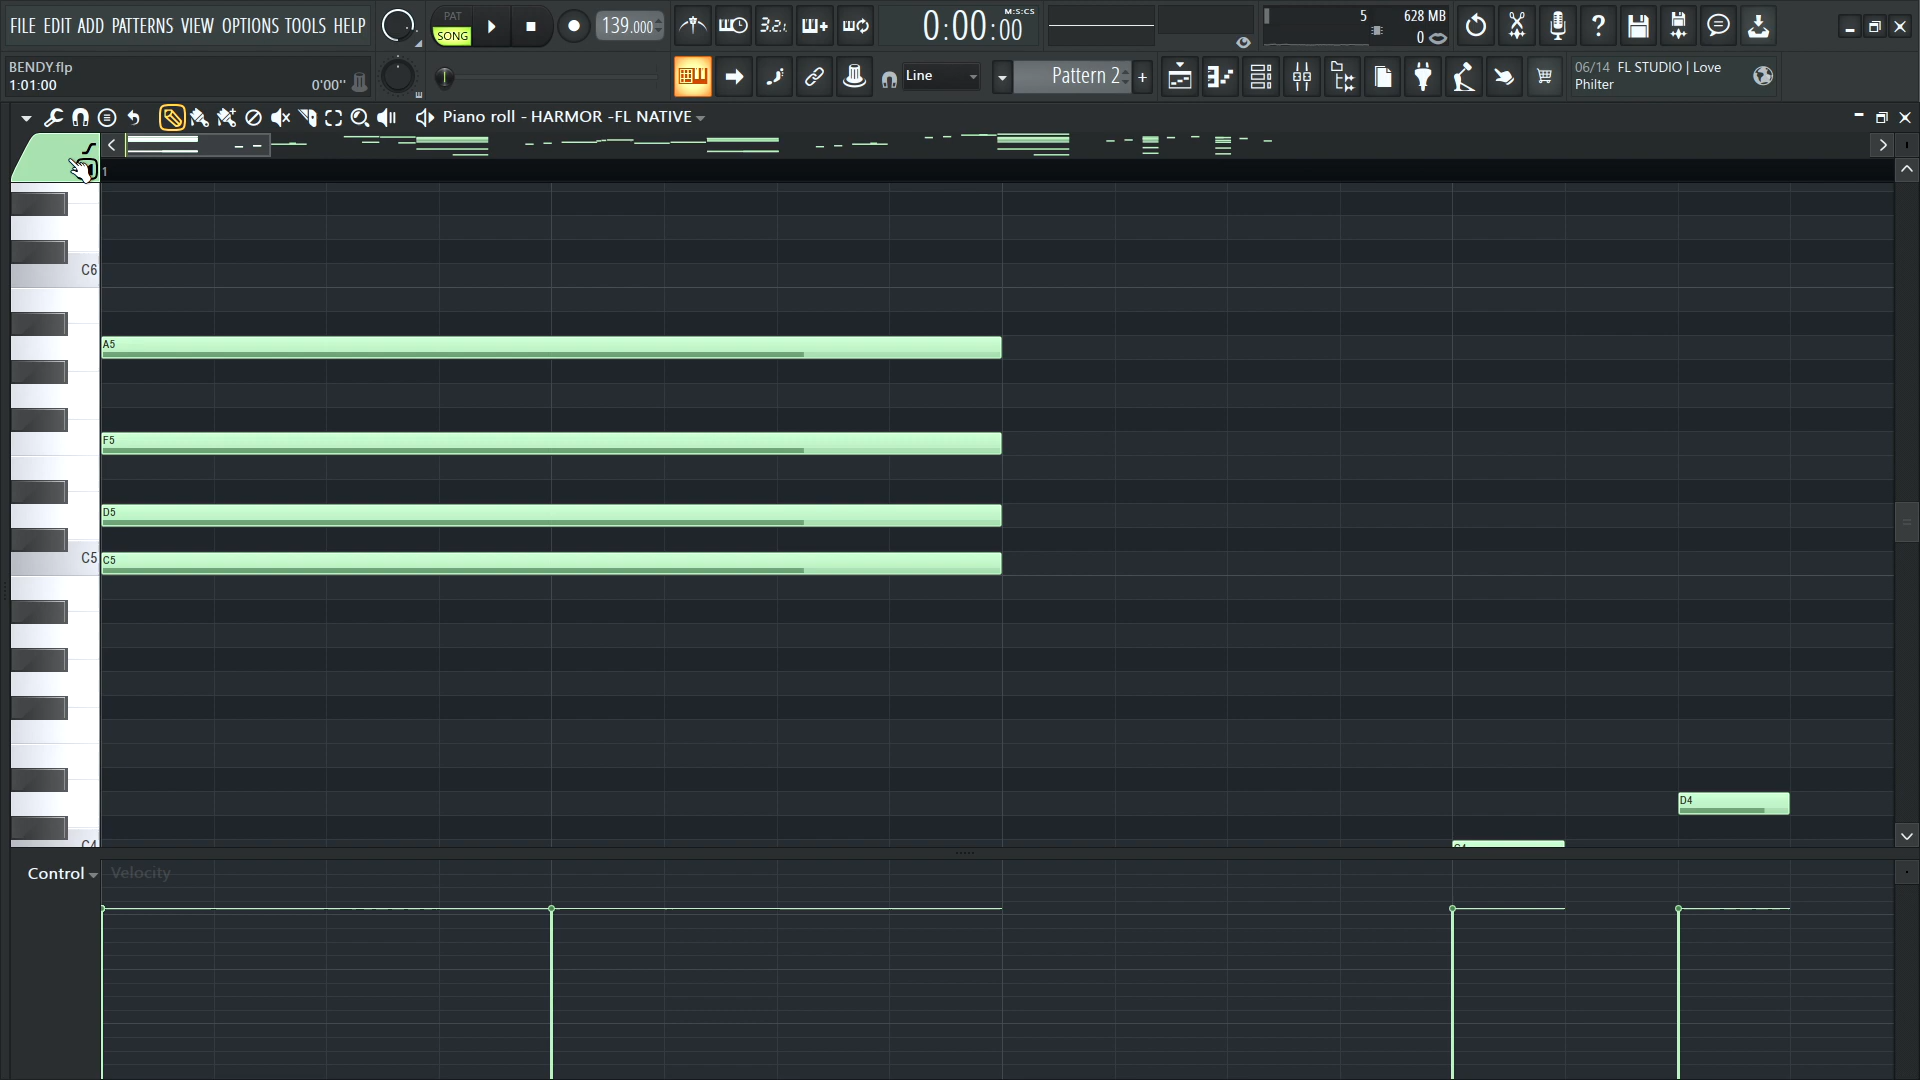 FILE EDIT ADD PATTERNS VIEW OPTIONS TOOLS HELP
PAT
SONG
139.000
3.2.
0:00:00
M:S:CS
5
628 MB
0
BENDY.flp
1:01:00
0'00"
Line
Pattern 2
+
06/14 FL STUDIO | Love
Philter
Piano roll - HARMOR -FL NATIVE
1
C6
A5
F5
D5
C5
C5
D4
C4
Control
Velocity